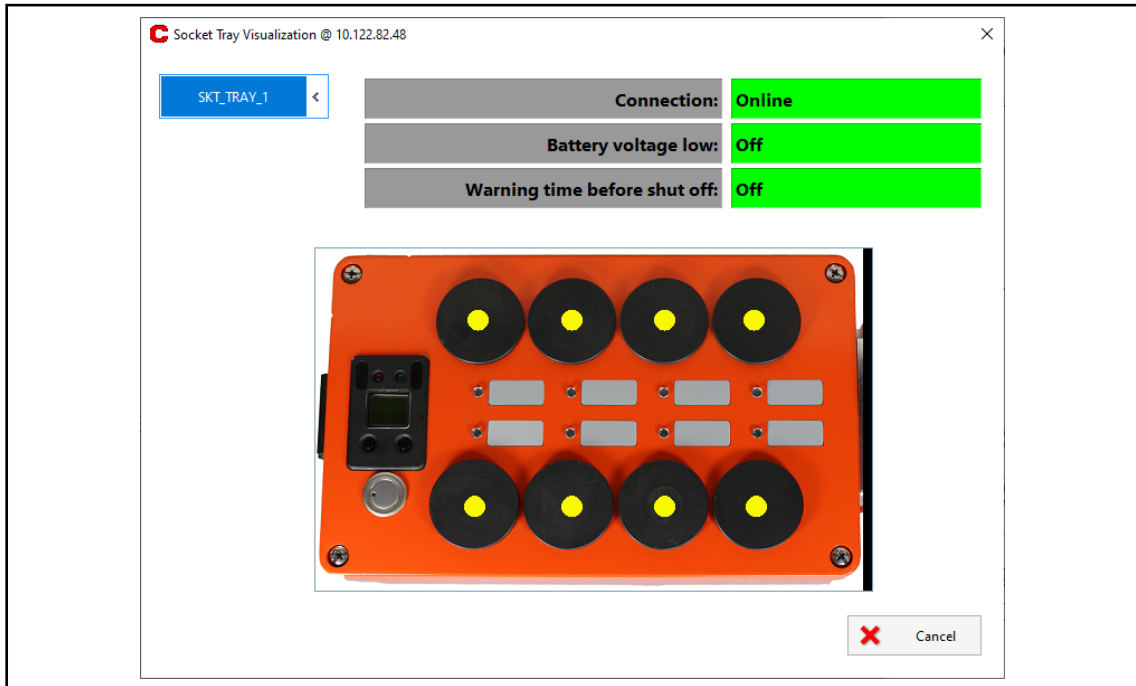 Socket Tray Visualization @ 10.122.82.48
SKT_TRAY_1 <
Connection: Online
Battery voltage low: Off
Warning time before shut off: Off
Cancel